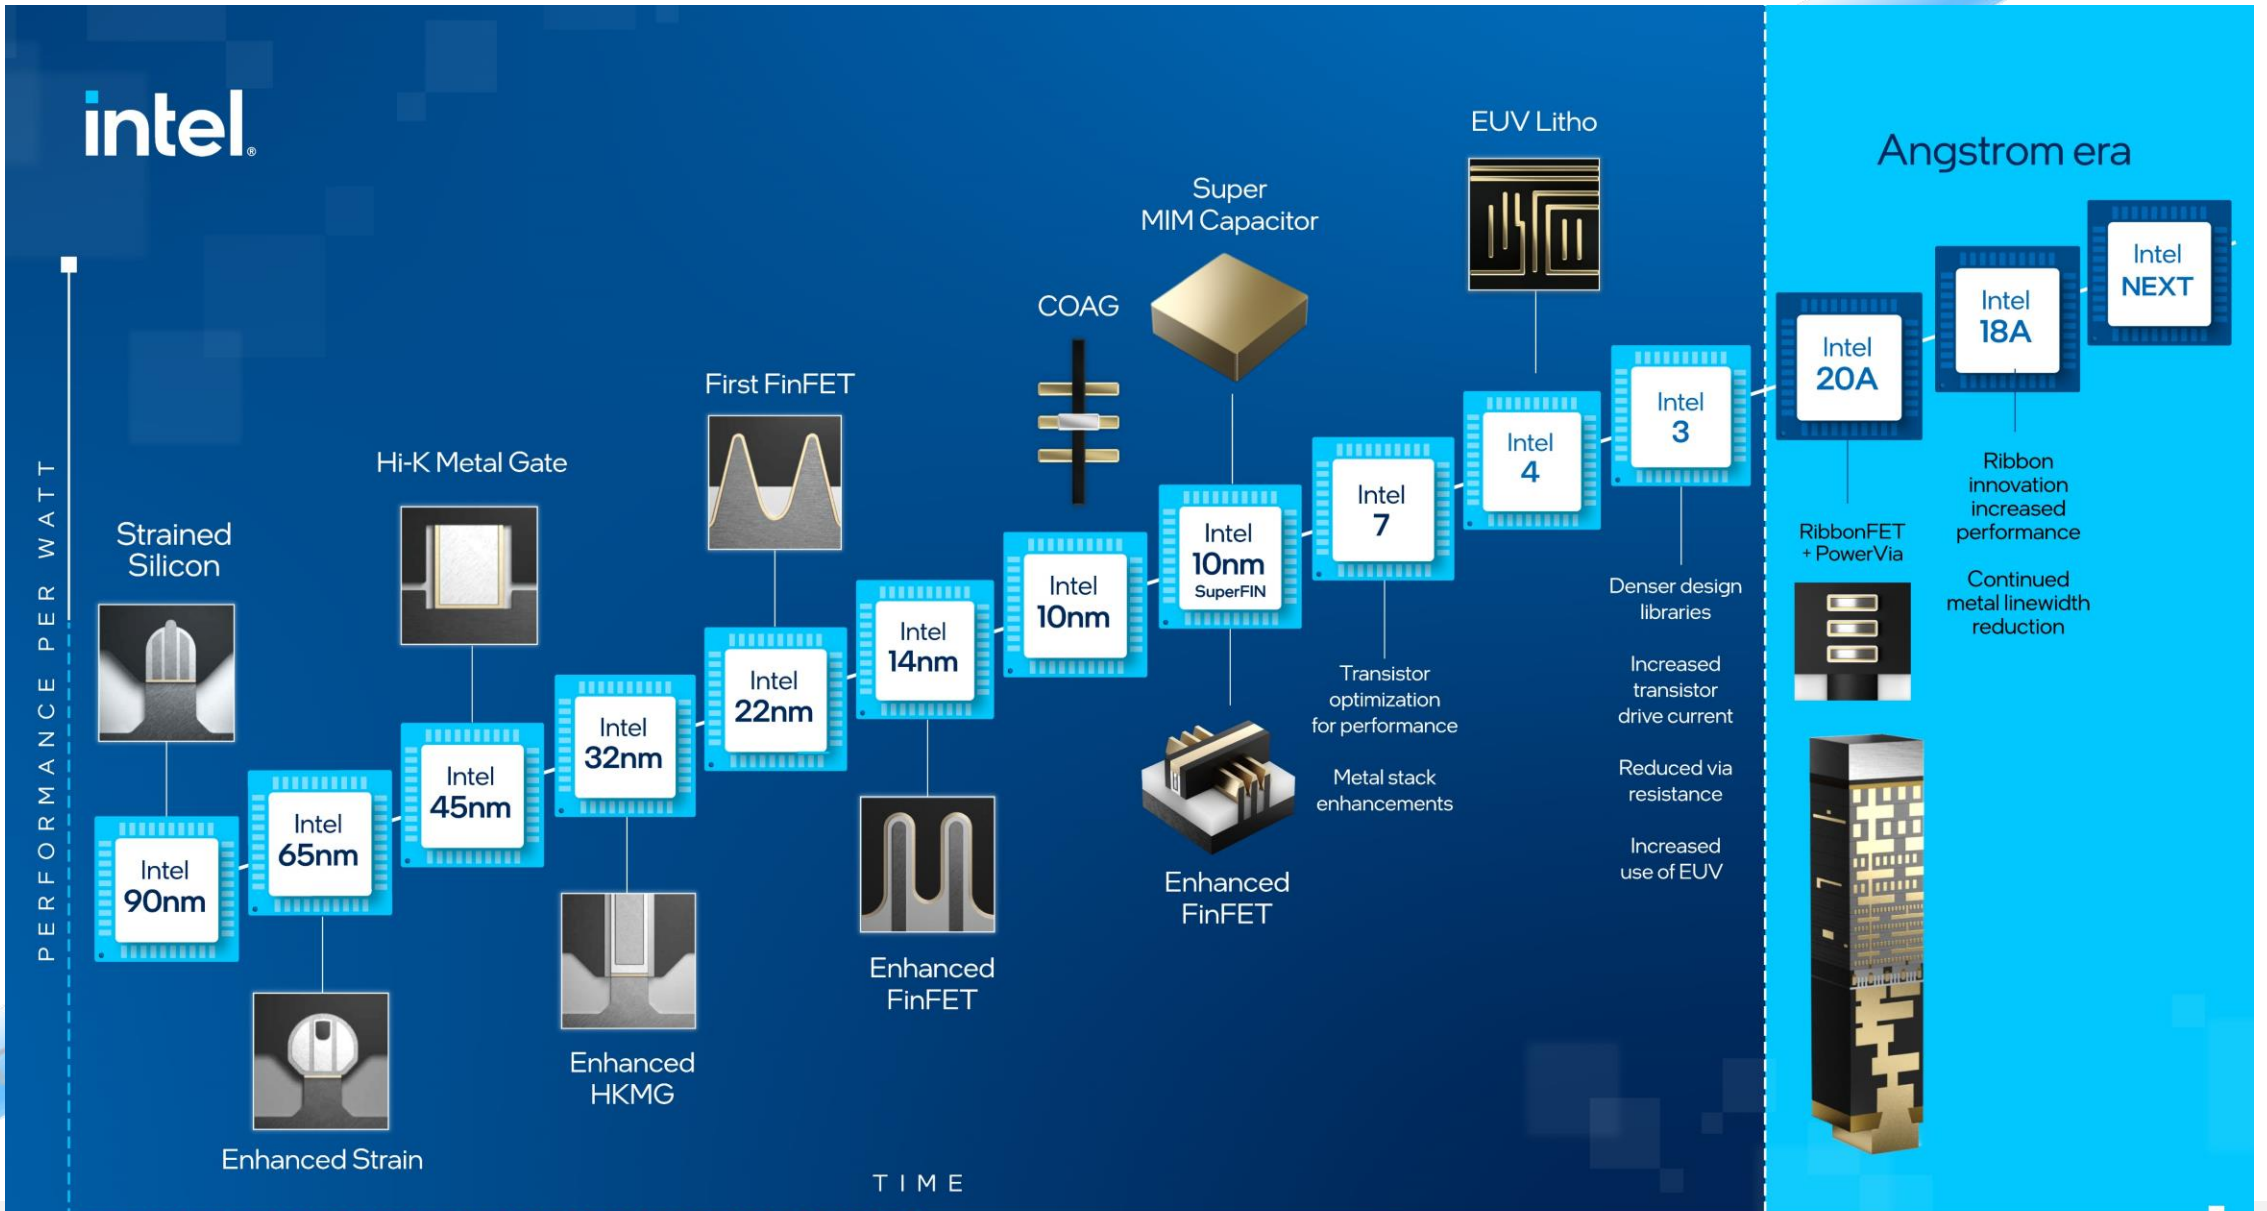 intel®
PERFORMANCE PER WATT
Strained
Silicon
Intel
90nm
Intel
65nm
Enhanced Strain
Hi-K Metal Gate
Intel
45nm
Intel
32nm
Enhanced
HKMG
First FinFET
Intel
22nm
Intel
14nm
Enhanced
FinFET
COAG
Intel
10nm
Super
MIM Capacitor
Intel
10nm
SuperFIN
Enhanced
FinFET
Intel
7
Transistor
optimization
for performance
Metal stack
enhancements
EUV Litho
Intel
4
Intel
3
Denser design
libraries
Increased
transistor
drive current
Reduced via
resistance
Increased
use of EUV
Angstrom era
Intel
20A
RibbonFET
+ PowerVia
Intel
18A
Ribbon
innovation
increased
performance
Continued
metal linewidth
reduction
Intel
NEXT
TIME